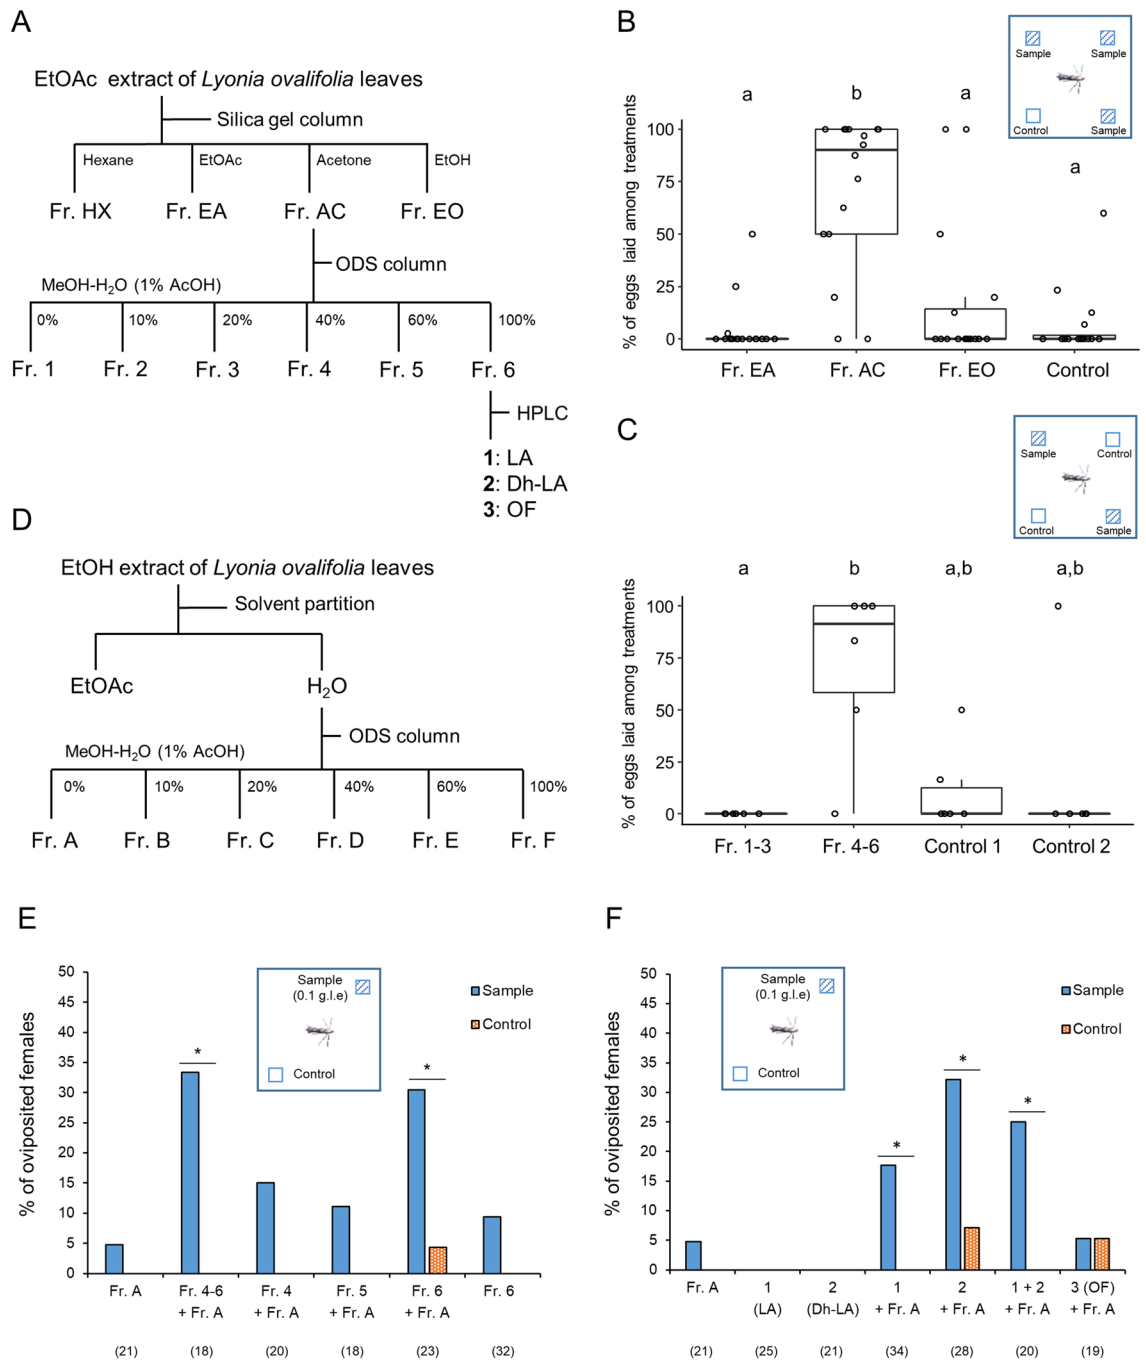 A
EtOAc extract of Lyonia ovalifolia leaves
Silica gel column
Hexane EtOAc Acetone EtOH
Fr. HX Fr. EA Fr. AC Fr. EO
ODS column
MeOH-H2O (1% AcOH)
0% 10% 20% 40% 60% 100%
Fr. 1 Fr. 2 Fr. 3 Fr. 4 Fr. 5 Fr. 6
HPLC
1: LA
2: Dh-LA
3: OF
B
Sample Sample
Control Sample
a b a a
% of eggs laid among treatments
100
75
50
25
0
Fr. EA Fr. AC Fr. EO Control
C
Sample Control
Control Sample
a b a,b a,b
% of eggs laid among treatments
100
75
50
25
0
Fr. 1-3 Fr. 4-6 Control 1 Control 2
D
EtOH extract of Lyonia ovalifolia leaves
Solvent partition
EtOAc H2O
ODS column
MeOH-H2O (1% AcOH)
0% 10% 20% 40% 60% 100%
Fr. A Fr. B Fr. C Fr. D Fr. E Fr. F
E
% of oviposited females
50
45
40
35
30
25
20
15
10
5
0
Sample
(0.1 g.l.e)
Control
Sample
Control
* *
Fr. A Fr. 4-6 Fr. 4 Fr. 5 Fr. 6 Fr. 6
+ Fr. A + Fr. A + Fr. A + Fr. A
(21) (18) (20) (18) (23) (32)
F
% of oviposited females
50
45
40
35
30
25
20
15
10
5
0
Sample
(0.1 g.l.e)
Control
Sample
Control
* * *
Fr. A 1 2 1 2 1 + 2 3 (OF)
(LA) (Dh-LA) + Fr. A + Fr. A + Fr. A + Fr. A
(21) (25) (21) (34) (28) (20) (19)